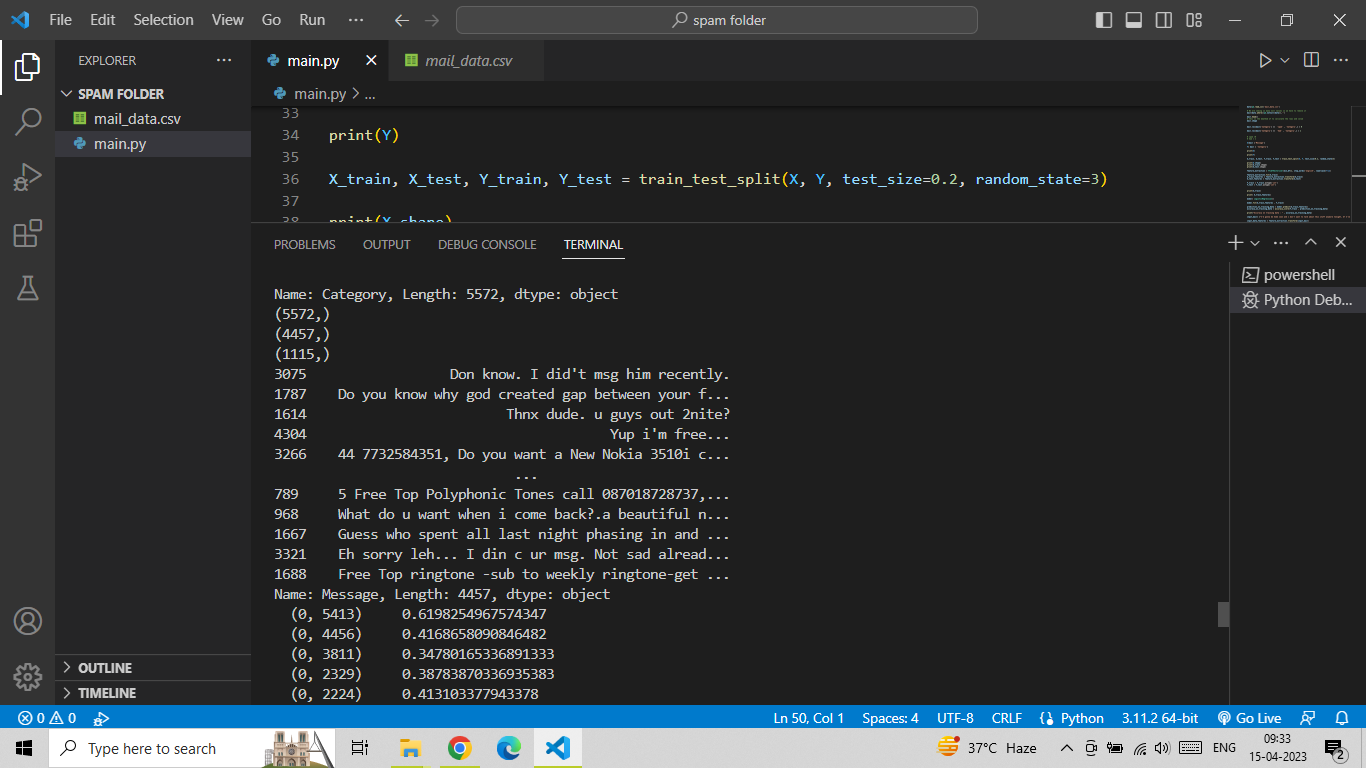 File Edit Selection View Go Run ··· spam folder
EXPLORER ···
main.py
mail_data.csv
SPAM FOLDER
mail_data.csv
main.py
OUTLINE
TIMELINE
main.py > ...
33
34 print(Y)
35
36 X_train, X_test, Y_train, Y_test = train_test_split(X, Y, test_size=0.2, random_state=3)
37
38 print(X.shape)
PROBLEMS OUTPUT DEBUG CONSOLE TERMINAL
powershell
Python Deb...
Name: Category, Length: 5572, dtype: object
(5572,)
(4457,)
(1115,)
3075 Don know. I did't msg him recently.
1787 Do you know why god created gap between your f...
1614 Thnx dude. u guys out 2nite?
4304 Yup i'm free...
3266 44 7732584351, Do you want a New Nokia 3510i c...
...
789 5 Free Top Polyphonic Tones call 087018728737,...
968 What do u want when i come back?.a beautiful n...
1667 Guess who spent all last night phasing in and ...
3321 Eh sorry leh... I din c ur msg. Not sad alread...
1688 Free Top ringtone -sub to weekly ringtone-get ...
Name: Message, Length: 4457, dtype: object
(0, 5413) 0.6198254967574347
(0, 4456) 0.4168658090846482
(0, 3811) 0.34780165336891333
(0, 2329) 0.38783870336935383
(0, 2224) 0.413103377943378
0 0 Ln 50, Col 1 Spaces: 4 UTF-8 CRLF Python 3.11.2 64-bit Go Live
Type here to search
37°C Haze
ENG
09:33
15-04-2023
2